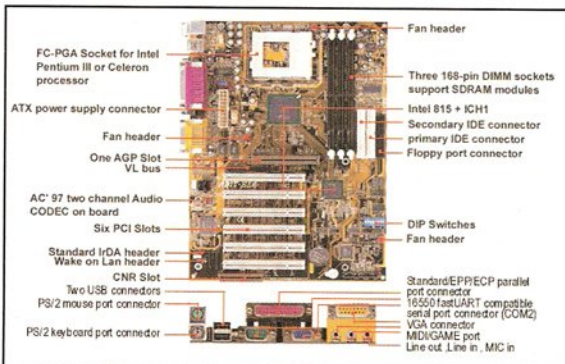 Fan header
FC-PGA Socket for Intel
Pentium III or Celeron
processor
Three 168-pin DIMM sockets
support SDRAM modules
ATX power supply connector
Intel 815 + ICH1
Secondary IDE connector
primary IDE connector
Floppy port connector
Fan header
One AGP Slot
VL bus
AC' 97 two channel Audio
CODEC on board
Six PCI Slots
DIP Switches
Fan header
Standard IrDA header
Wake on Lan header
CNR Slot
Two USB connectors
PS/2 mouse port connector
PS/2 keyboard port connector
Standard/EPP/ECP parallel
port connector
16550 fastUART compatible
serial port connector (COM2)
VGA connector
MIDI/GAME port
Line out ,Line in , MIC in